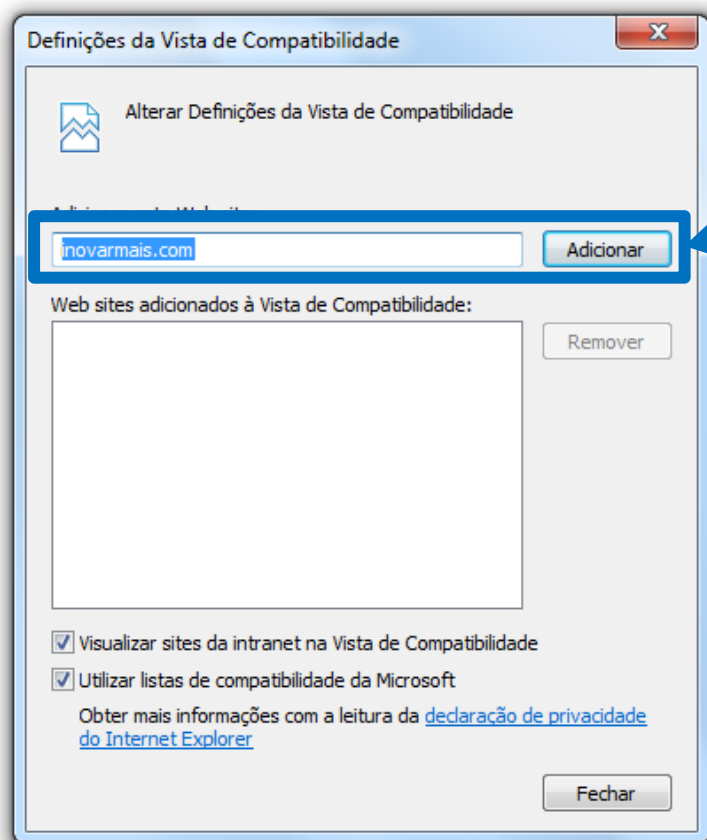 Definições da Vista de Compatibilidade
Alterar Definições da Vista de Compatibilidade
inovarmais.com
Adicionar
Web sites adicionados à Vista de Compatibilidade:
Remover
Visualizar sites da intranet na Vista de Compatibilidade
Utilizar listas de compatibilidade da Microsoft
Obter mais informações com a leitura da declaração de privacidade
do Internet Explorer
Fechar